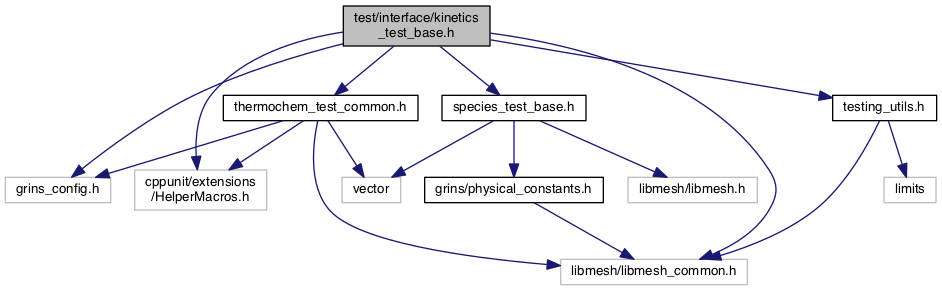 test/interface/kinetics
_test_base.h
thermochem_test_common.h
species_test_base.h
testing_utils.h
grins_config.h
cppunit/extensions
/HelperMacros.h
vector
grins/physical_constants.h
libmesh/libmesh.h
limits
libmesh/libmesh_common.h